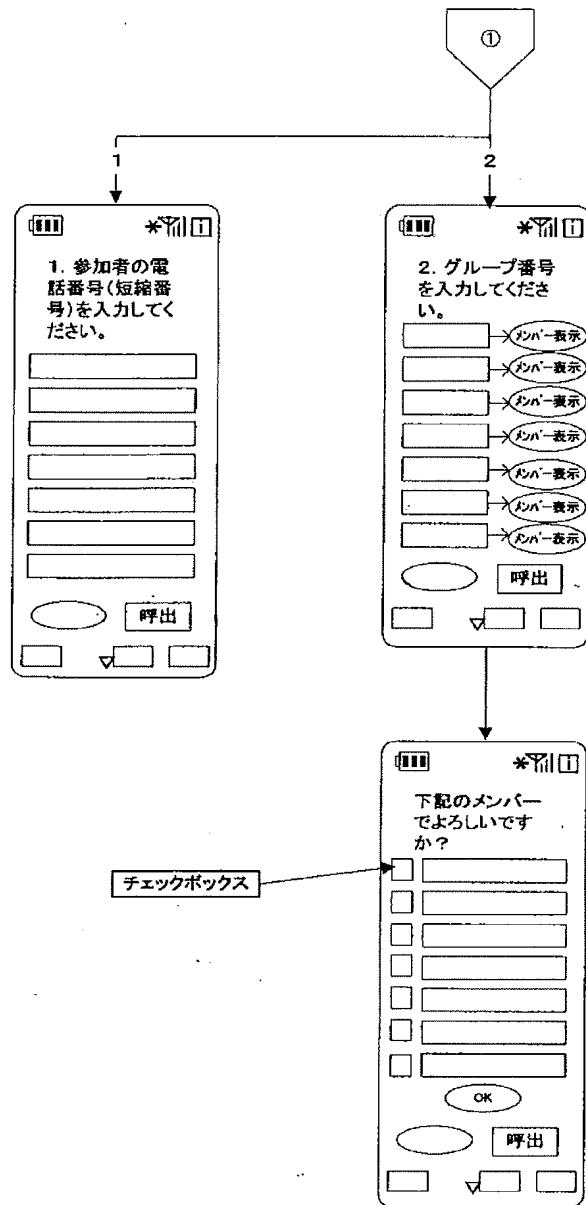 ①
1
2
1. 参加者の電
話番号(短縮番
号)を入力してく
ださい。
呼出
2. グループ番号
を入力してくださ
い。
メンバー表示
メンバー表示
メンバー表示
メンバー表示
メンバー表示
メンバー表示
メンバー表示
呼出
下記のメンバー
でよろしいです
か？
チェックボックス
OK
呼出